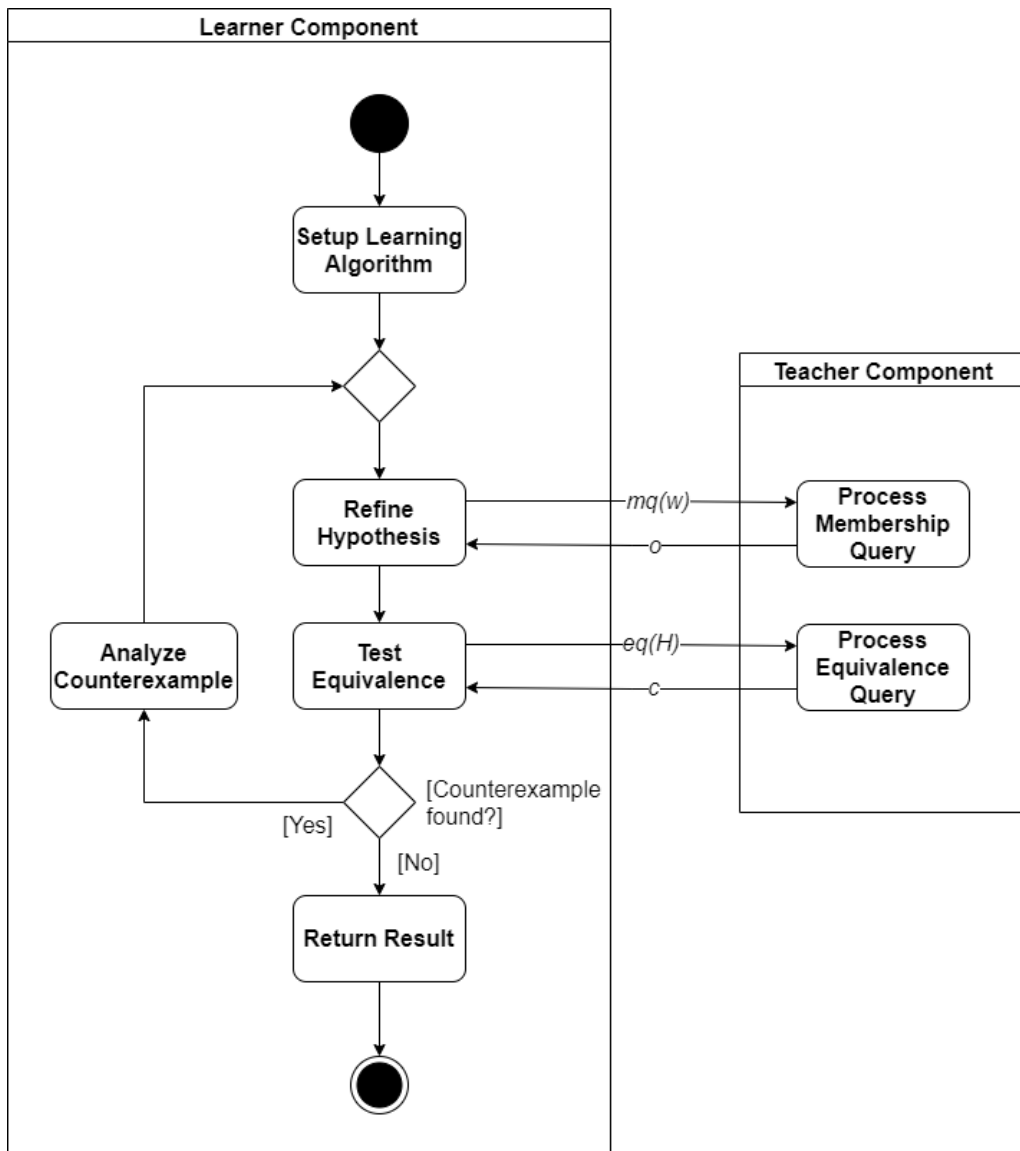 Learner Component
Setup Learning
Algorithm
Teacher Component
Refine
Hypothesis
mq(w)
o
Process
Membership
Query
Analyze
Counterexample
Test
Equivalence
eq(H)
c
Process
Equivalence
Query
[Counterexample
found?]
[Yes]
[No]
Return Result